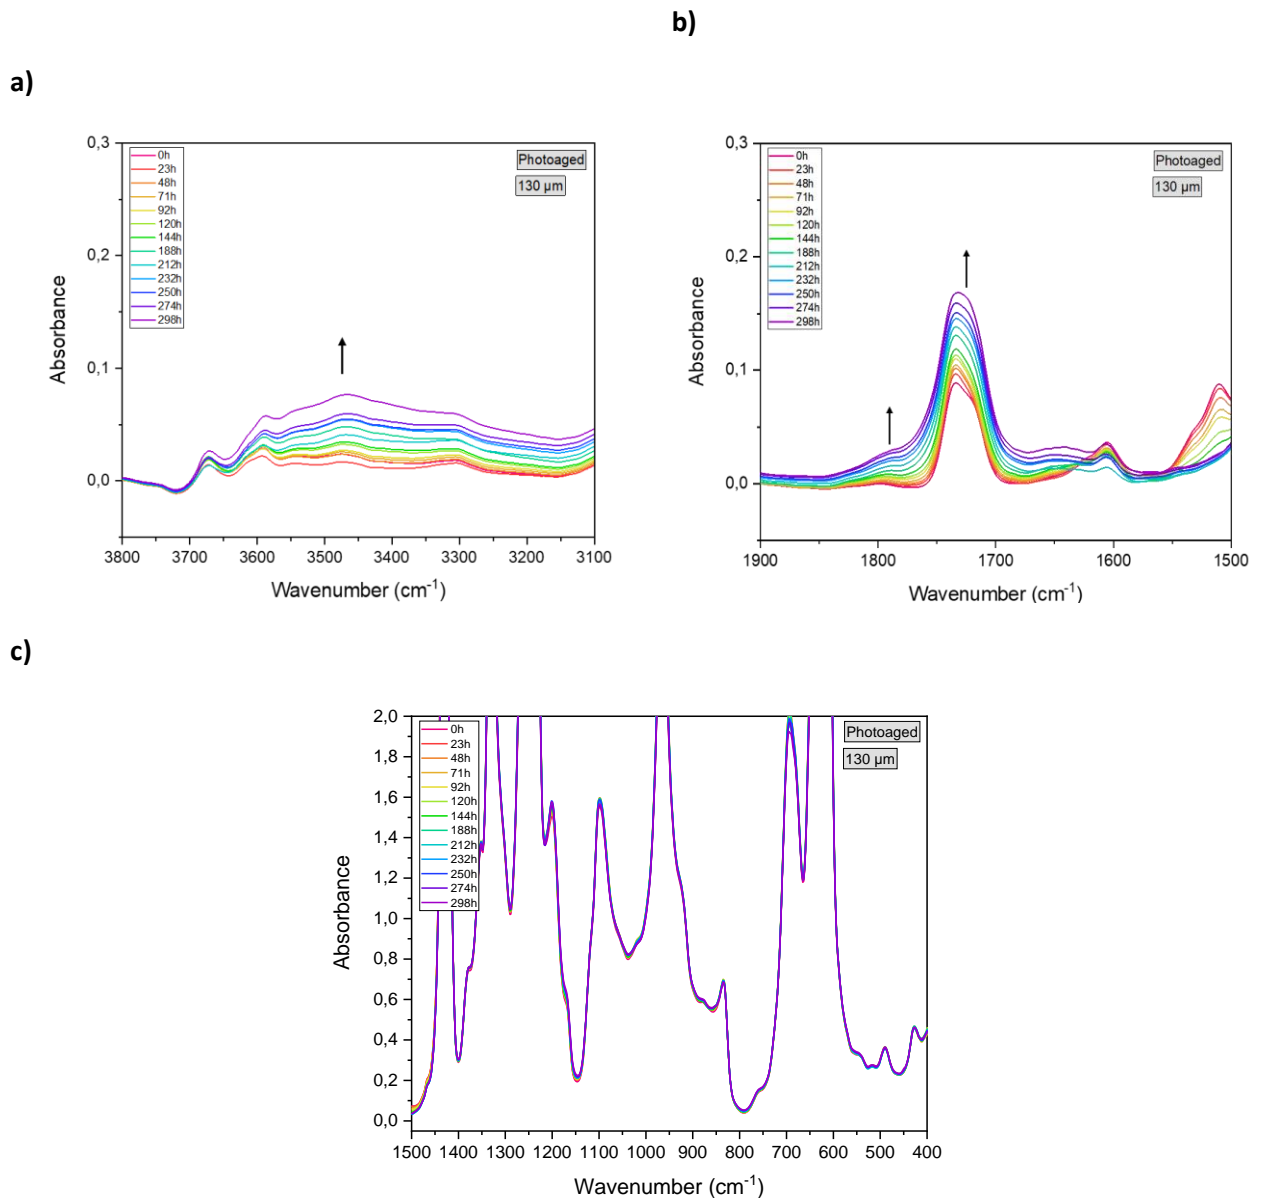 b)
a)
0,3
0,2
0,1
0,0
Absorbance
0h
23h
48h
71h
92h
120h
144h
188h
212h
232h
250h
274h
298h
Photoaged
130 µm
3800 3700 3600 3500 3400 3300 3200 3100
Wavenumber (cm⁻¹)
0,3
0,2
0,1
0,0
Absorbance
0h
23h
48h
71h
92h
120h
144h
188h
212h
232h
250h
274h
298h
Photoaged
130 µm
1900 1800 1700 1600 1500
Wavenumber (cm⁻¹)
c)
2,0
1,8
1,6
1,4
1,2
1,0
0,8
0,6
0,4
0,2
0,0
Absorbance
0h
23h
48h
71h
92h
120h
144h
188h
212h
232h
250h
274h
298h
Photoaged
130 µm
1500 1400 1300 1200 1100 1000 900 800 700 600 500 400
Wavenumber (cm⁻¹)